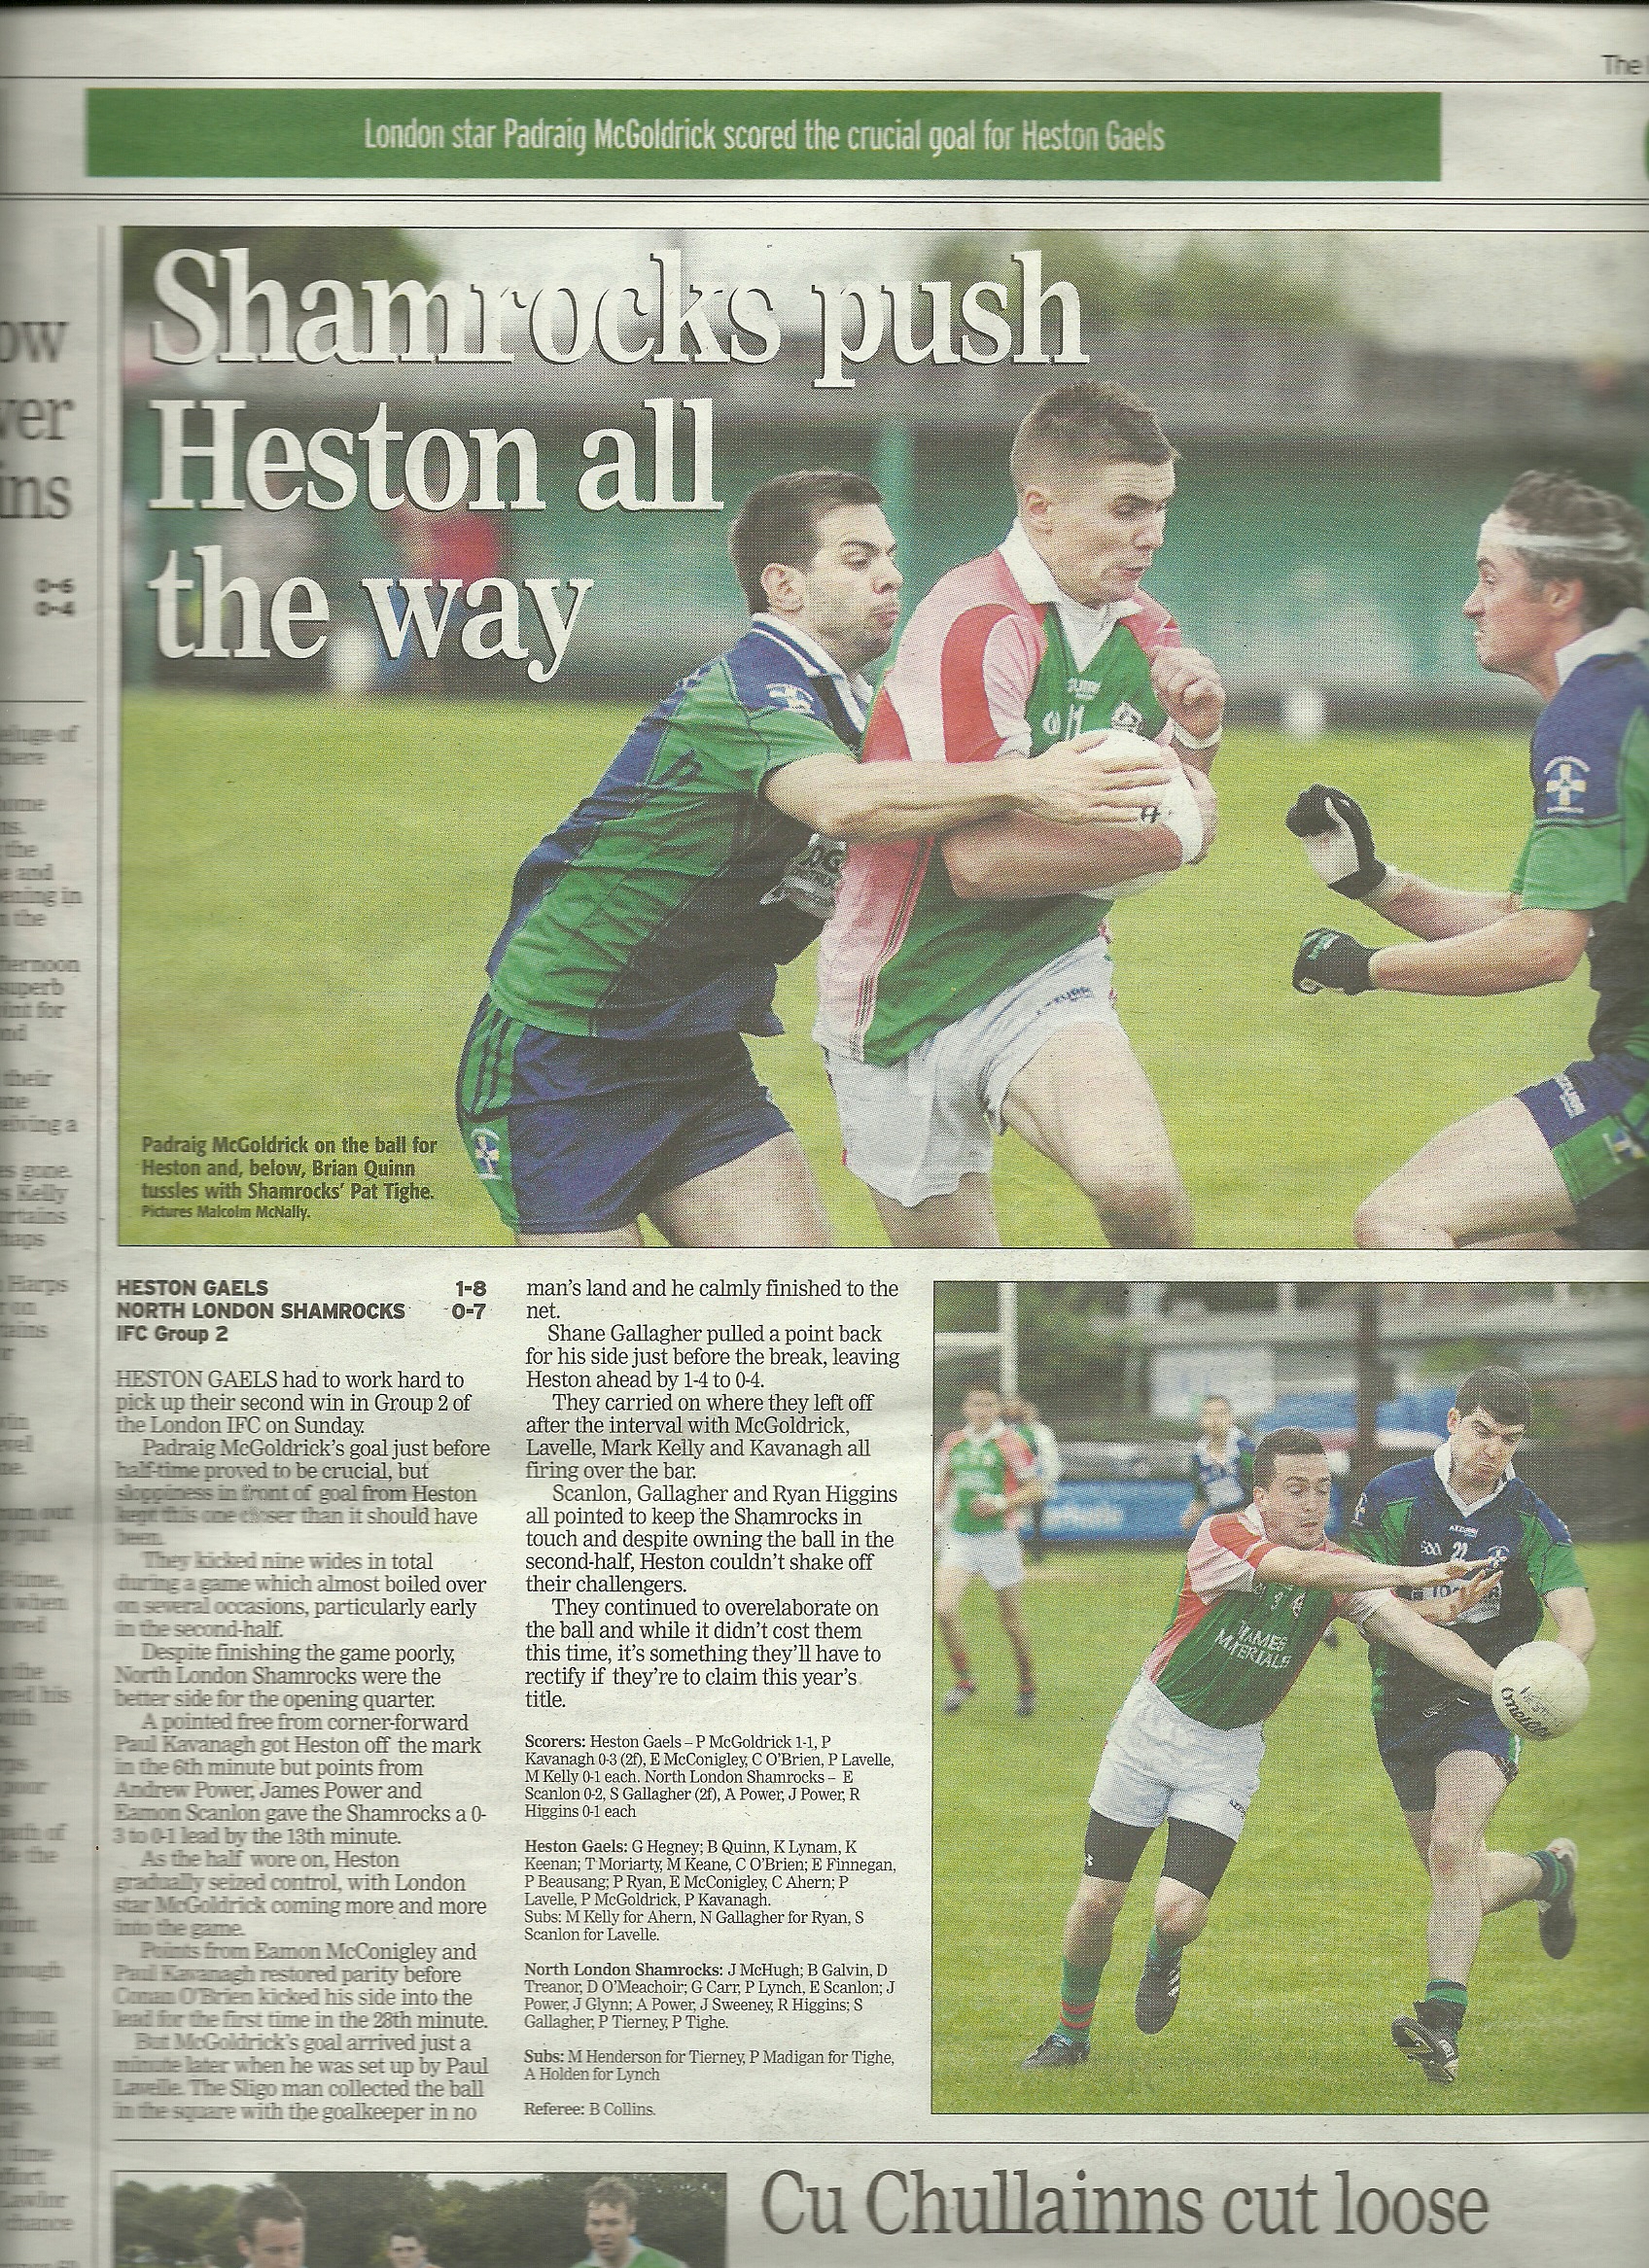 The
London star Padraig McGoldrick scored the crucial goal for Heston Gaels
Shamrocks push
Heston all
the way
ow
ver
ins
0-6
0-4
Padraig McGoldrick on the ball for
Heston and, below, Brian Quinn
tussles with Shamrocks' Pat Tighe.
Pictures Malcolm McNally.
HESTON GAELS 1-8
NORTH LONDON SHAMROCKS 0-7
IFC Group 2
HESTON GAELS had to work hard to
pick up their second win in Group 2 of
the London IFC on Sunday.
Padraig McGoldrick's goal just before
half-time proved to be crucial, but
sloppiness in front of goal from Heston
kept this one closer than it should have
been.
They kicked nine wides in total
during a game which almost boiled over
on several occasions, particularly early
in the second-half.
Despite finishing the game poorly,
North London Shamrocks were the
better side for the opening quarter.
A pointed free from corner-forward
Paul Kavanagh got Heston off the mark
in the 6th minute but points from
Andrew Power, James Power and
Eamon Scanlon gave the Shamrocks a 0-
3 to 0-1 lead by the 13th minute.
As the half wore on, Heston
gradually seized control, with London
star McGoldrick coming more and more
into the game.
Points from Eamon McConigley and
Paul Kavanagh restored parity before
Conan O'Brien kicked his side into the
lead for the first time in the 28th minute.
But McGoldrick's goal arrived just a
minute later when he was set up by Paul
Lavelle. The Sligo man collected the ball
in the square with the goalkeeper in no
man's land and he calmly finished to the
net.
Shane Gallagher pulled a point back
for his side just before the break, leaving
Heston ahead by 1-4 to 0-4.
They carried on where they left off
after the interval with McGoldrick,
Lavelle, Mark Kelly and Kavanagh all
firing over the bar.
Scanlon, Gallagher and Ryan Higgins
all pointed to keep the Shamrocks in
touch and despite owning the ball in the
second-half, Heston couldn't shake off
their challengers.
They continued to overelaborate on
the ball and while it didn't cost them
this time, it's something they'll have to
rectify if they're to claim this year's
title.
Scorers: Heston Gaels – P McGoldrick 1-1, P
Kavanagh 0-3 (2f), E McConigley, C O'Brien, P Lavelle,
M Kelly 0-1 each. North London Shamrocks – E
Scanlon 0-2, S Gallagher (2f), A Power, J Power, R
Higgins 0-1 each
Heston Gaels: G Hegney; B Quinn, K Lynam, K
Keenan; T Moriarty, M Keane, C O'Brien; E Finnegan,
P Beausang; P Ryan, E McConigley, C Ahern; P
Lavelle, P McGoldrick, P Kavanagh.
Subs: M Kelly for Ahern, N Gallagher for Ryan, S
Scanlon for Lavelle.
North London Shamrocks: J McHugh; B Galvin, D
Treanor, D O'Meachoir; G Carr, P Lynch, E Scanlon; J
Power, J Glynn; A Power, J Sweeney, R Higgins; S
Gallagher, P Tierney, P Tighe.
Subs: M Henderson for Tierney, P Madigan for Tighe,
A Holden for Lynch
Referee: B Collins.
THAMES
MATERIALS
Cu Chullainns cut loose